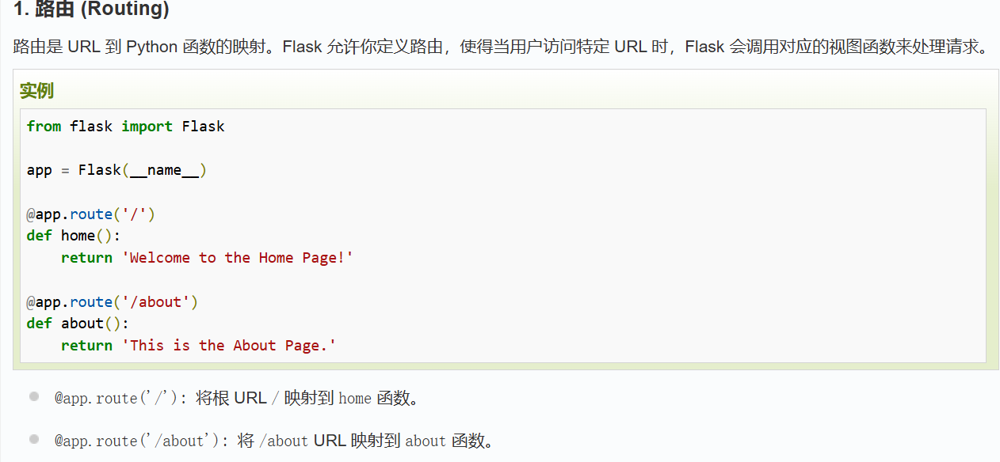 1. 路由 (Routing)
路由是 URL 到 Python 函数的映射。Flask 允许你定义路由，使得当用户访问特定 URL 时，Flask 会调用对应的视图函数来处理请求。
实例
from flask import Flask
app = Flask(__name__)
@app.route('/')
def home():
    return 'Welcome to the Home Page!'
@app.route('/about')
def about():
    return 'This is the About Page.'
@app.route('/')：将根 URL / 映射到 home 函数。
@app.route('/about')：将 /about URL 映射到 about 函数。